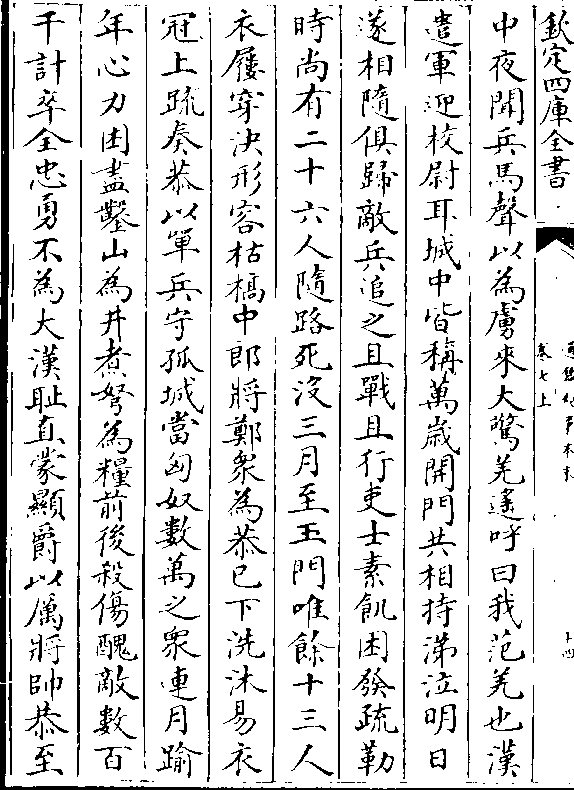 欽定四庫全書
通鑑紀事本末
卷七上
十四
中夜聞兵馬聲以為虜來大驚羌遙呼曰我范羌也漢
遣軍迎校尉耳城中皆稱萬歲開門共相持涕泣明日
遂相隨俱歸敵兵追之且戰且行吏士素飢困發疏勒
時尚有二十六人隨路死沒三月至玉門唯餘十三人
衣屨穿決形容枯槁中郎將鄭衆為恭已下洗沐易衣
冠上疏奏恭以單兵守孤城當匈奴數萬之衆連月踰
年心力困盡鑿山為井煮弩為糧前後殺傷醜敵數百
千計卒全忠勇不為大漢恥宜蒙顯爵以厲將帥恭至